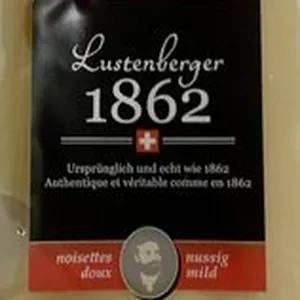 Lustenberger
1862
Ursprünglich und echt wie 1862
Authentique et véritable comme en 1862
noisettes nussig
doux mild